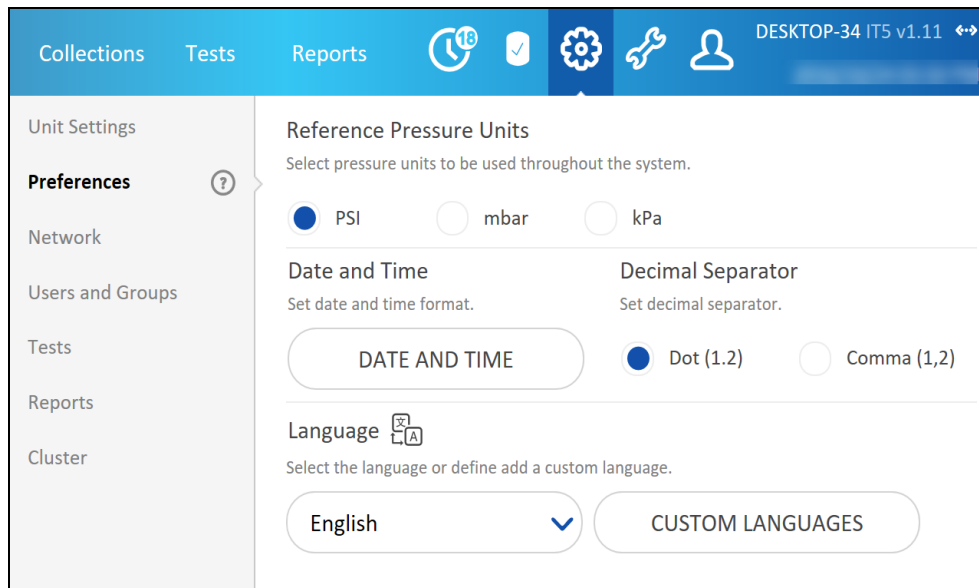 Collections Tests Reports 18 DESKTOP-34 IT5 v1.11
Unit Settings
Preferences ?
Network
Users and Groups
Tests
Reports
Cluster
Reference Pressure Units
Select pressure units to be used throughout the system.
PSI mbar kPa
Date and Time
Set date and time format.
DATE AND TIME
Decimal Separator
Set decimal separator.
Dot (1.2) Comma (1,2)
Language 文 A
Select the language or define add a custom language.
English CUSTOM LANGUAGES